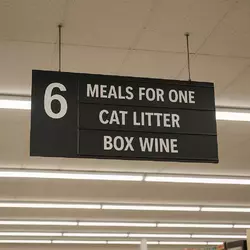 6
MEALS FOR ONE
CAT LITTER
BOX WINE